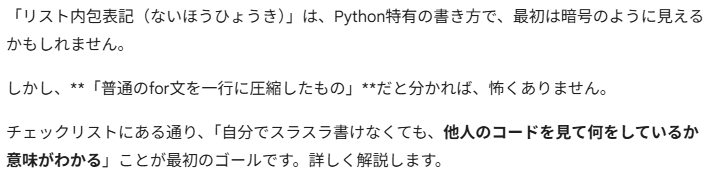 「リスト内包表記（ないほうひょうき）」は、Python特有の書き方で、最初は暗号のように見える
かもしれません。
しかし、**「普通のfor文を一行に圧縮したもの」**だと分かれば、怖くありません。
チェックリストにある通り、「自分でスラスラ書けなくても、他人のコードを見て何をしているか
意味がわかる」ことが最初のゴールです。詳しく解説します。